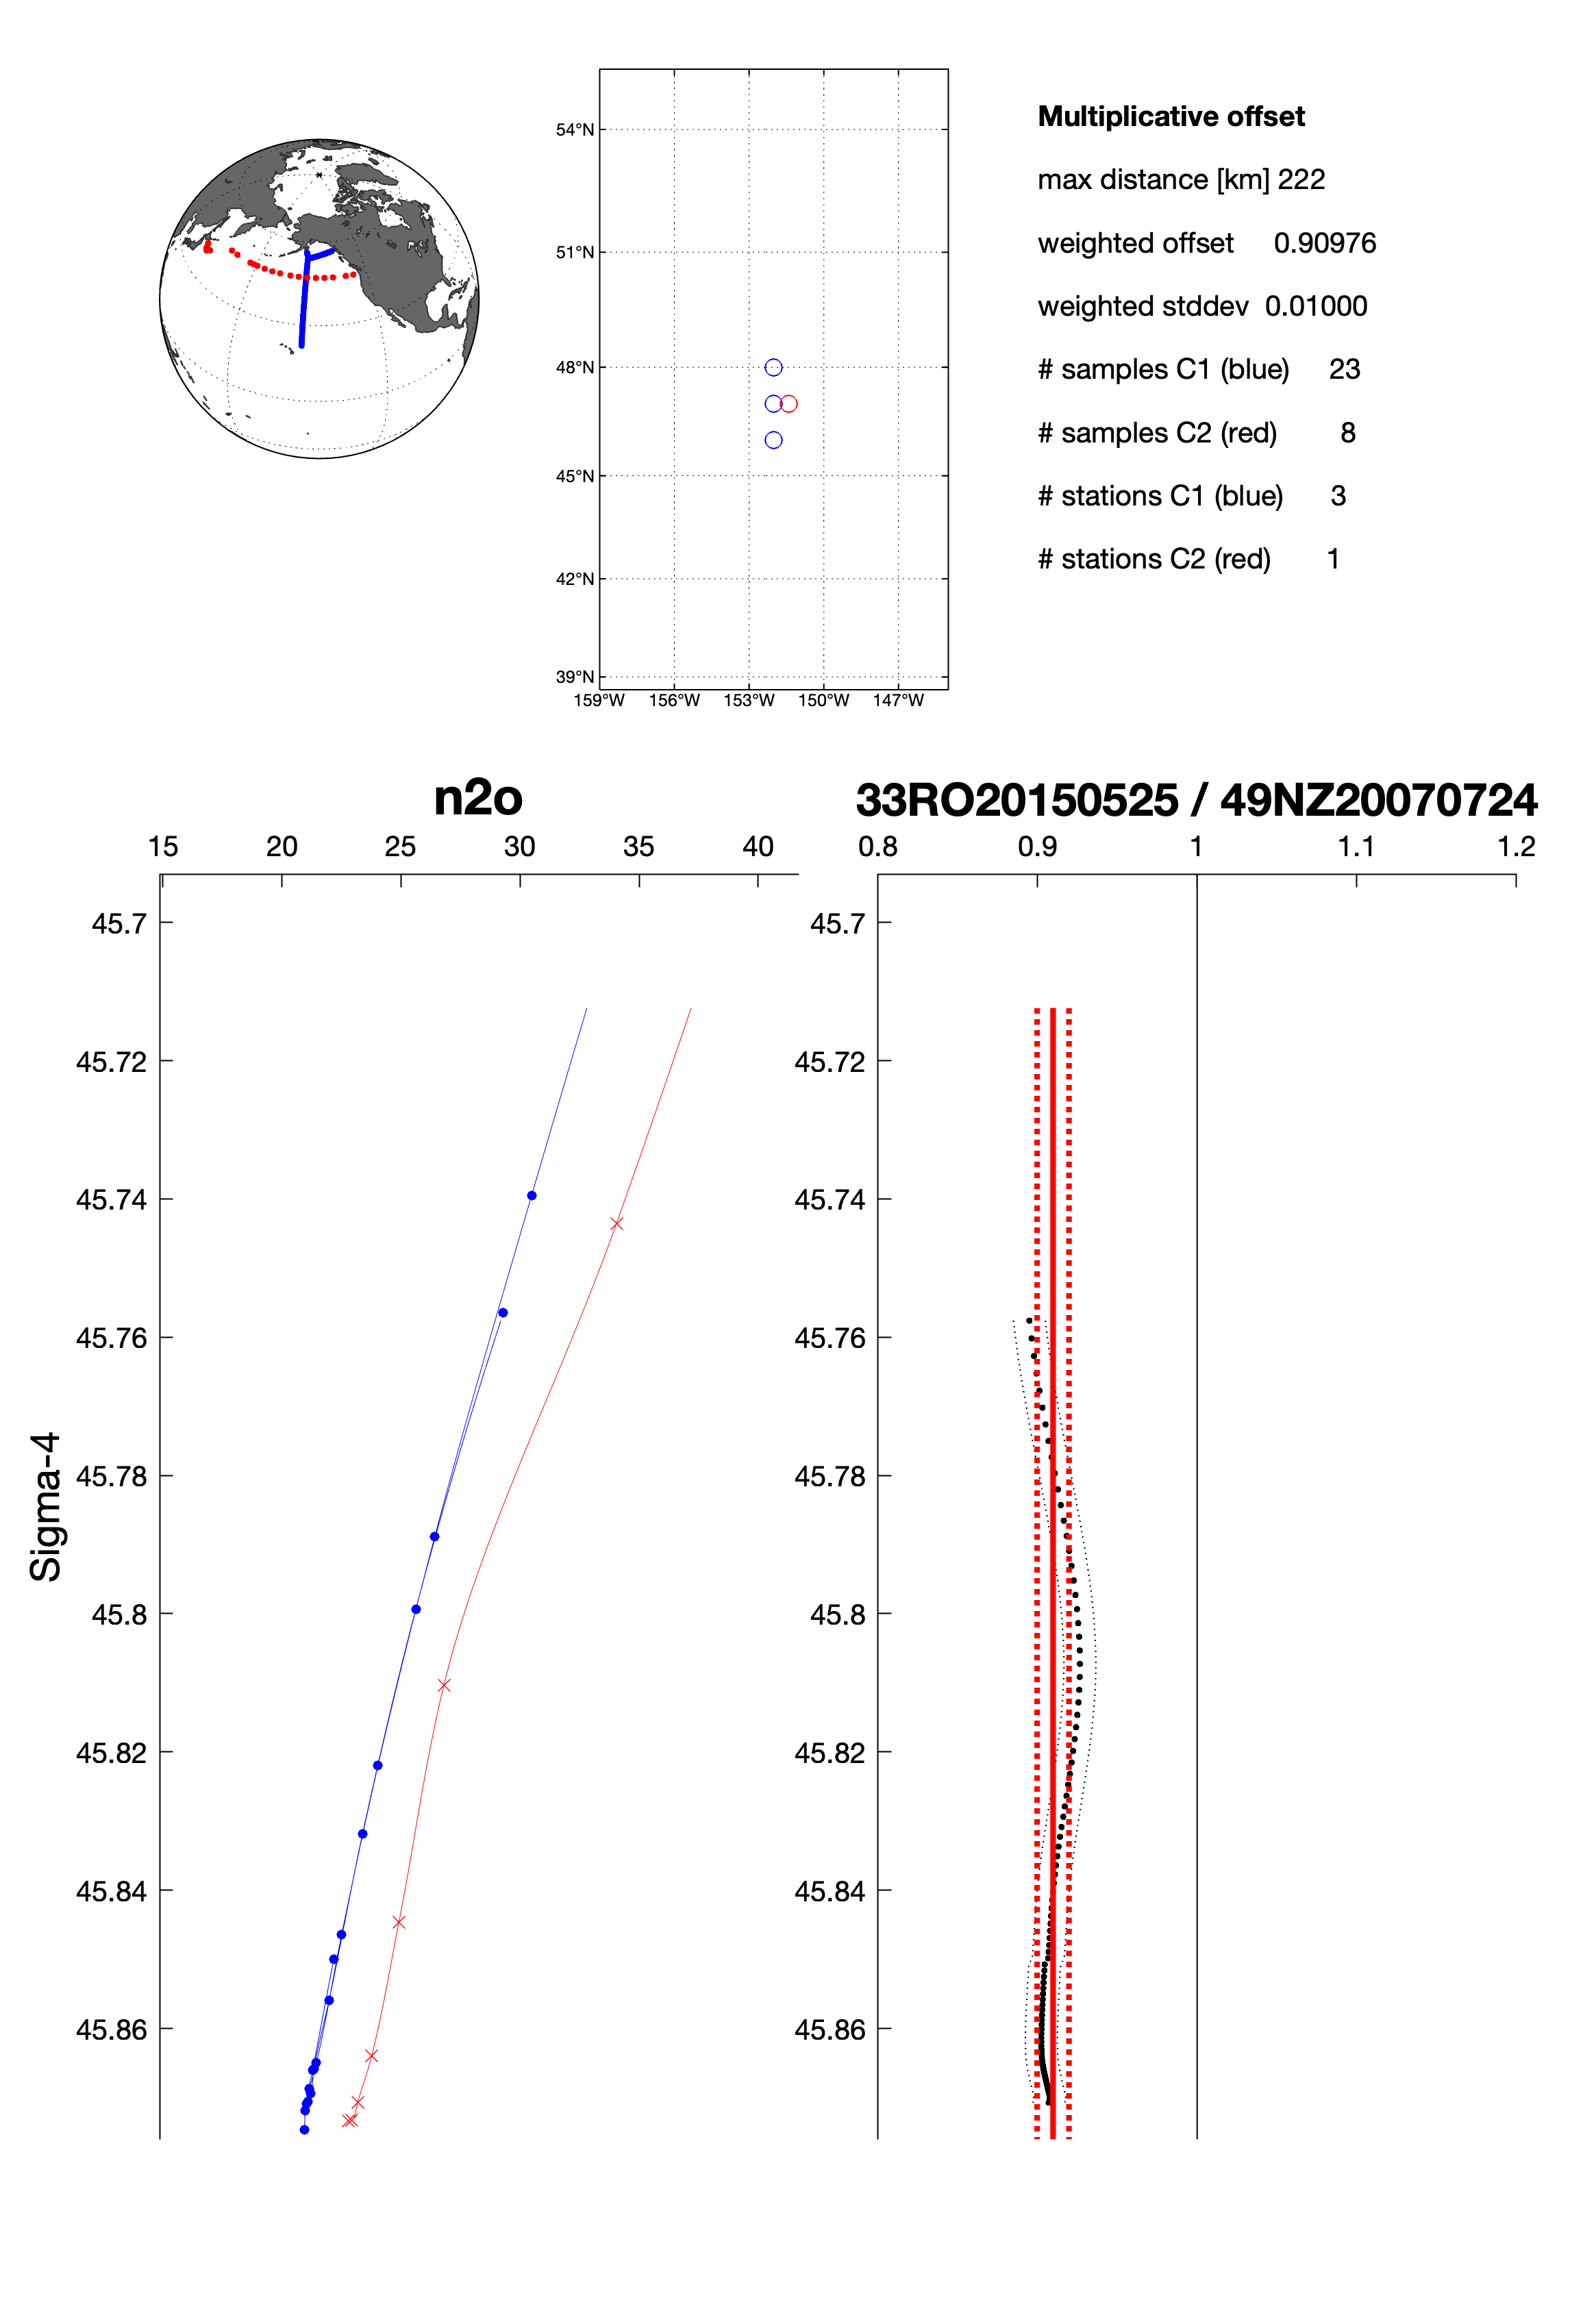 54°N
51°N
48°N
45°N
42°N
39°N
159°W 156°W 153°W 150°W 147°W
Multiplicative offset
max distance [km] 222
weighted offset 0.90976
weighted stddev 0.01000
# samples C1 (blue) 23
# samples C2 (red) 8
# stations C1 (blue) 3
# stations C2 (red) 1
n2o
15 20 25 30 35 40
45.7
45.72
45.74
45.76
45.78
45.8
45.82
45.84
45.86
Sigma-4
33RO20150525 / 49NZ20070724
0.8 0.9 1 1.1 1.2
45.7
45.72
45.74
45.76
45.78
45.8
45.82
45.84
45.86